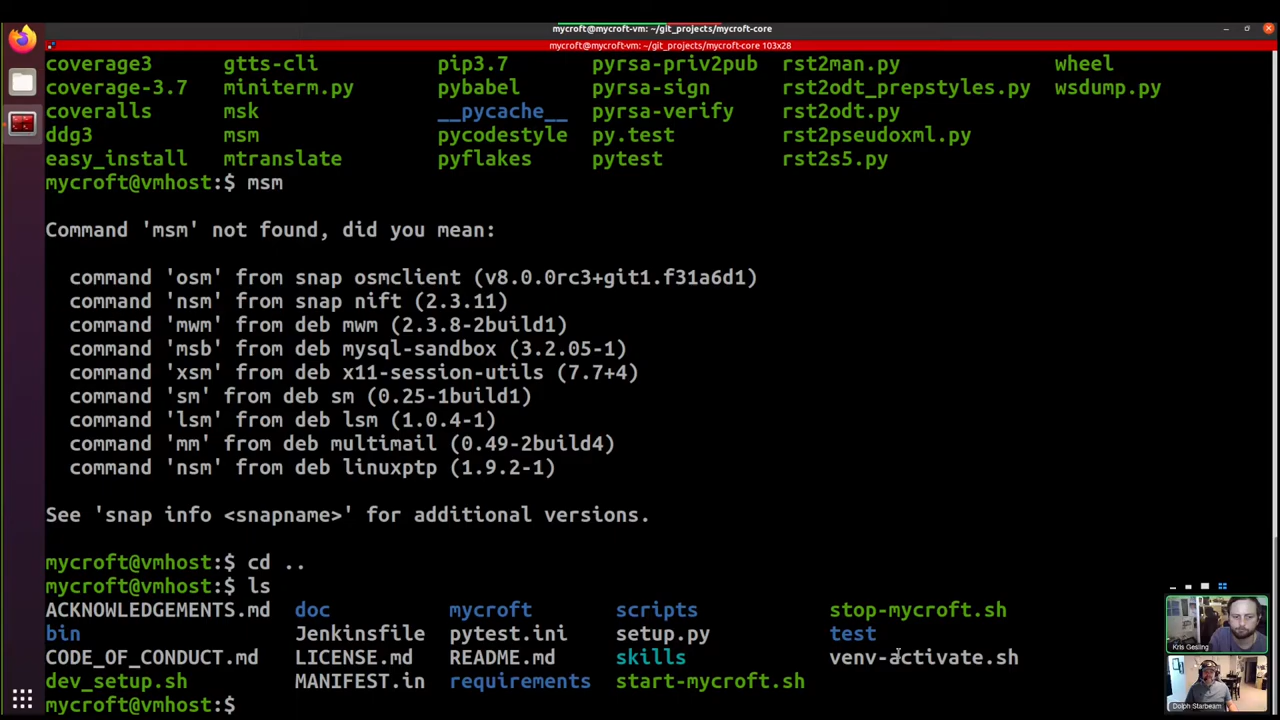 mycroft@mycroft-vm: ~/git_projects/mycroft-core
mycroft@mycroft-vm: ~/git_projects/mycroft-core 103x28
coverage3 gtts-cli pip3.7 pyrsa-priv2pub rst2man.py wheel
coverage-3.7 miniterm.py pybabel pyrsa-sign rst2odt_prepstyles.py wsdump.py
coveralls msk __pycache__ pyrsa-verify rst2odt.py
ddg3 msm pycodestyle py.test rst2pseudoxml.py
easy_install mtranslate pyflakes pytest rst2s5.py
mycroft@vmhost:$ msm
Command 'msm' not found, did you mean:
command 'osm' from snap osmclient (v8.0.0rc3+git1.f31a6d1)
command 'nsm' from snap nift (2.3.11)
command 'mwm' from deb mwm (2.3.8-2build1)
command 'msb' from deb mysql-sandbox (3.2.05-1)
command 'xsm' from deb x11-session-utils (7.7+4)
command 'sm' from deb sm (0.25-1build1)
command 'lsm' from deb lsm (1.0.4-1)
command 'mm' from deb multimail (0.49-2build4)
command 'nsm' from deb linuxptp (1.9.2-1)
See 'snap info <snapname>' for additional versions.
mycroft@vmhost:$ cd ..
mycroft@vmhost:$ ls
ACKNOWLEDGEMENTS.md doc mycroft scripts stop-mycroft.sh
bin Jenkinsfile pytest.ini setup.py test
CODE_OF_CONDUCT.md LICENSE.md README.md skills venv-activate.sh
dev_setup.sh MANIFEST.in requirements start-mycroft.sh
mycroft@vmhost:$
Kris Gesling
Dolph Starbeam